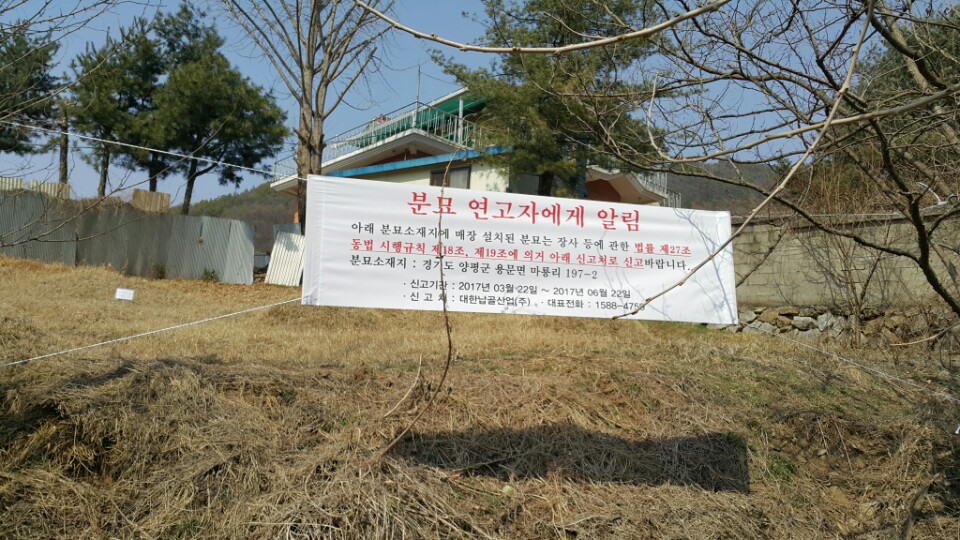 분묘 연고자에게 알림
아래 분묘소재지에 매장 설치된 분묘는 장사 등에 관한 법률 제27조
동법 시행규칙 제18조, 제19조에 의거 아래 신고처로 신고바랍니다.
분묘소재지 : 경기도 양평군 용문면 마룡리 197-2
· 신고기간 : 2017년 03월 22일 ~ 2017년 06월 22일
· 신 고 처 : 대한납골산업(주) · 대표전화 : 1588-475